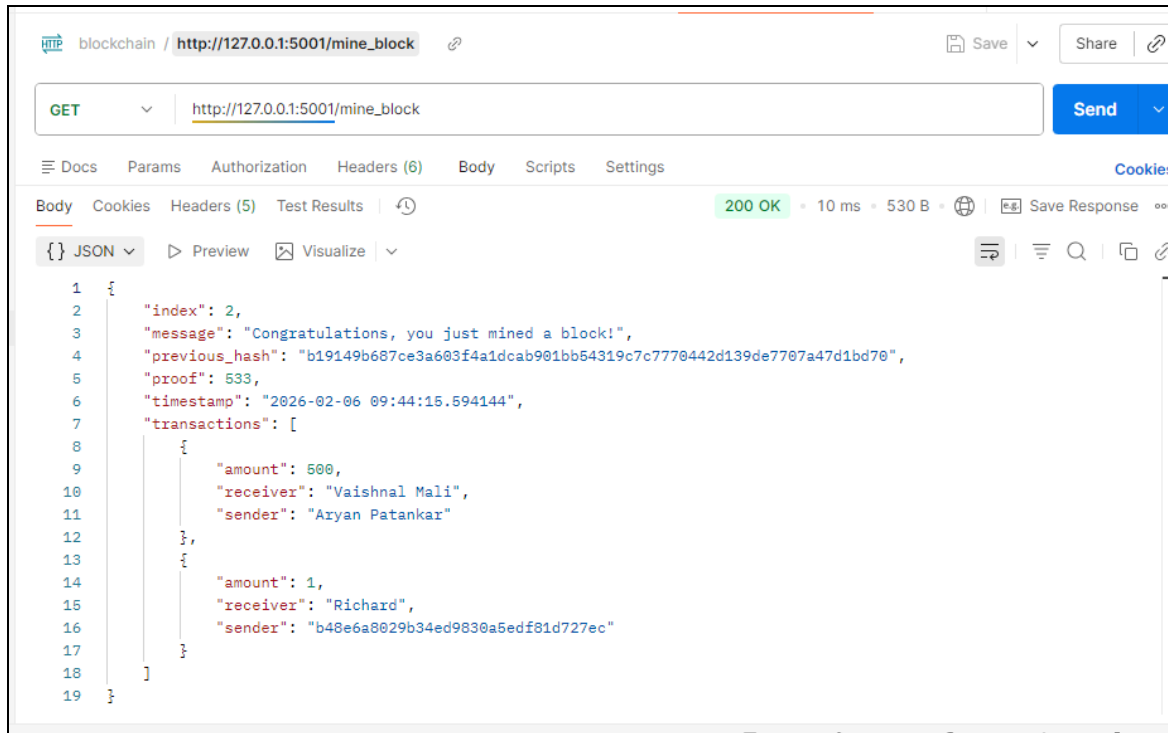 HTTP blockchain / http://127.0.0.1:5001/mine_block Save Share
GET http://127.0.0.1:5001/mine_block Send
Docs Params Authorization Headers (6) Body Scripts Settings Cookies
Body Cookies Headers (5) Test Results 200 OK • 10 ms • 530 B • e.g. Save Response
{} JSON Preview Visualize
1 {
2 "index": 2,
3 "message": "Congratulations, you just mined a block!",
4 "previous_hash": "b19149b687ce3a603f4a1dcab901bb54319c7c7770442d139de7707a47d1bd70",
5 "proof": 533,
6 "timestamp": "2026-02-06 09:44:15.594144",
7 "transactions": [
8 {
9 "amount": 500,
10 "receiver": "Vaishnal Mali",
11 "sender": "Aryan Patankar"
12 },
13 {
14 "amount": 1,
15 "receiver": "Richard",
16 "sender": "b48e6a8029b34ed9830a5edf81d727ec"
17 }
18 ]
19 }